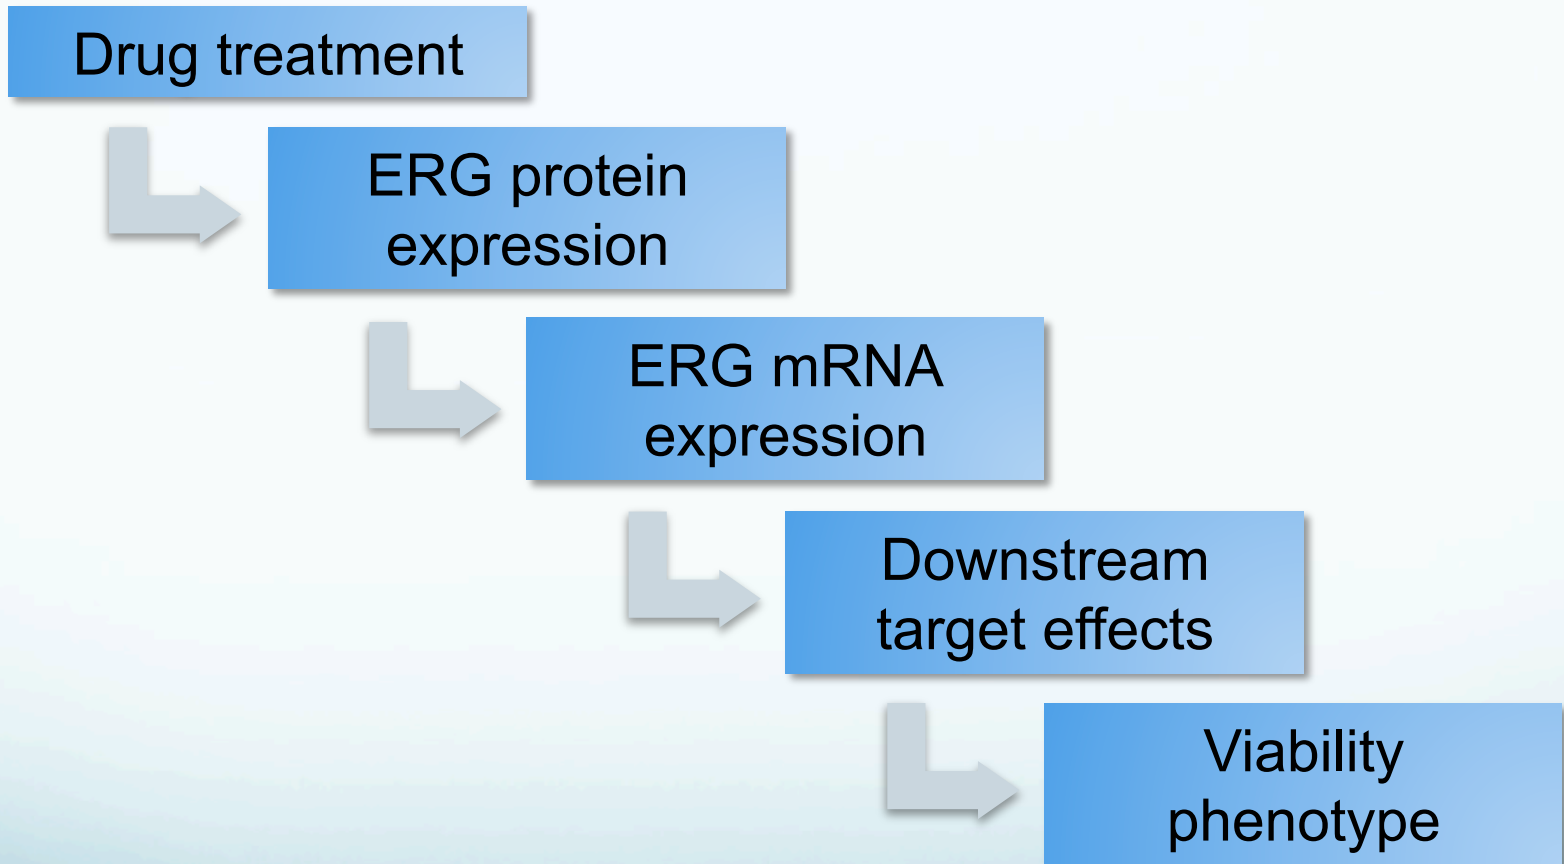 Drug treatment
ERG protein
expression
ERG mRNA
expression
Downstream
target effects
Viability
phenotype